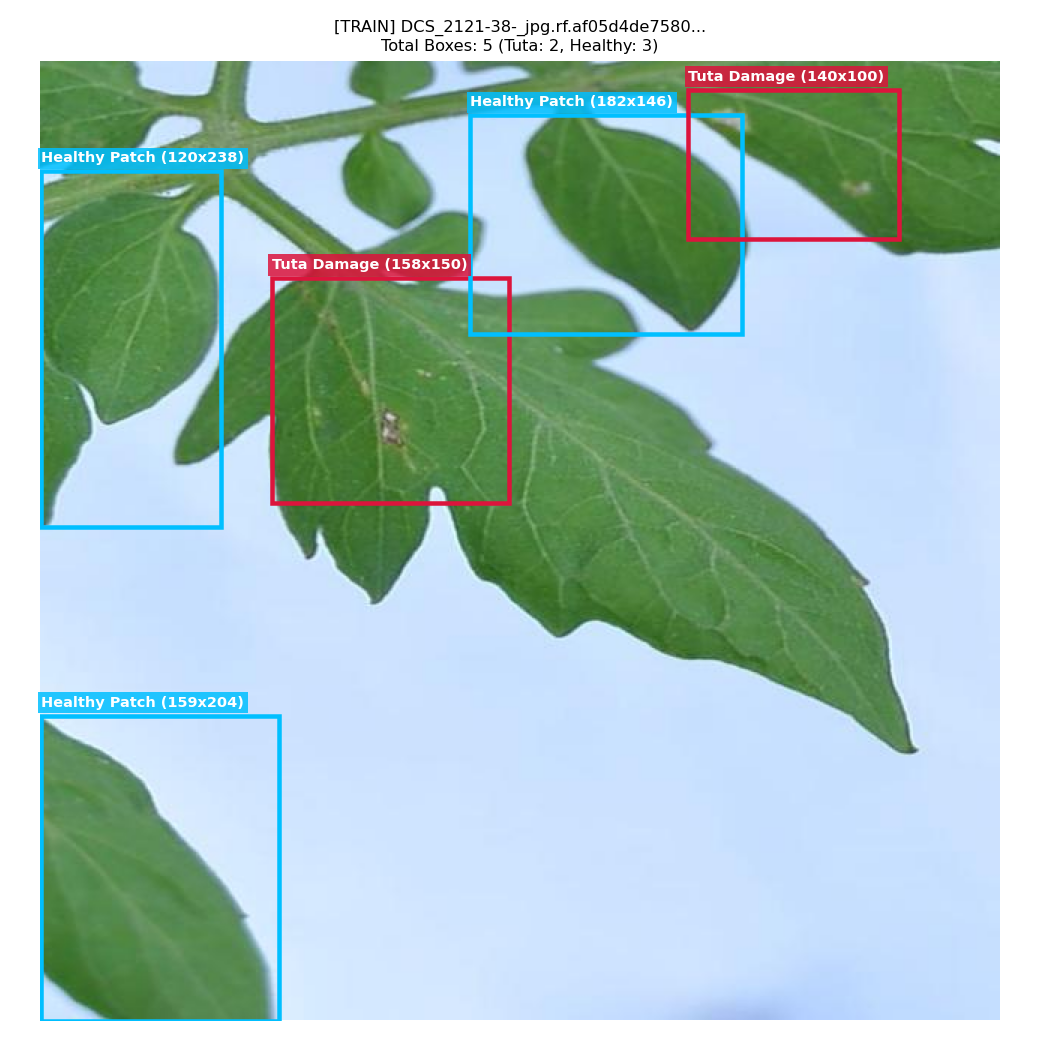 [TRAIN] DCS_2121-38-_jpg.rf.af05d4de7580...
Total Boxes: 5 (Tuta: 2, Healthy: 3)
Tuta Damage (140x100)
Healthy Patch (182x146)
Healthy Patch (120x238)
Tuta Damage (158x150)
Healthy Patch (159x204)